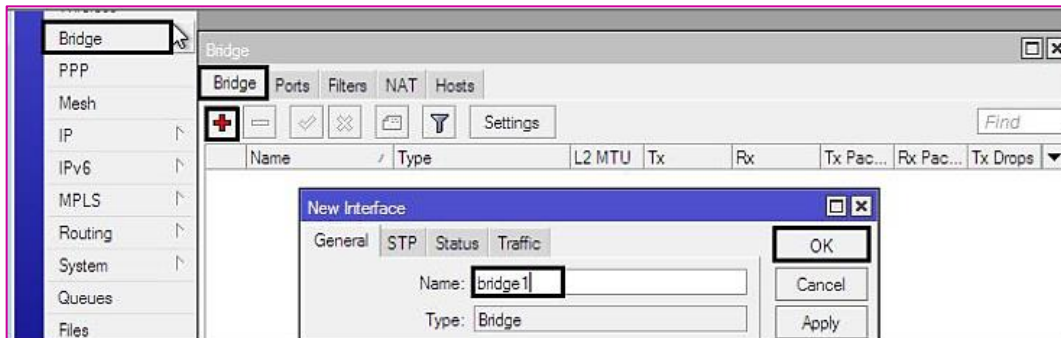 Bridge
PPP
Mesh
IP
IPv6
MPLS
Routing
System
Queues
Files
Bridge
Bridge Ports Filters NAT Hosts
Settings Find
Name Type L2 MTU Tx Rx Tx Pac... Rx Pac... Tx Drops
New Interface
General STP Status Traffic
Name: bridge1
Type: Bridge
OK
Cancel
Apply